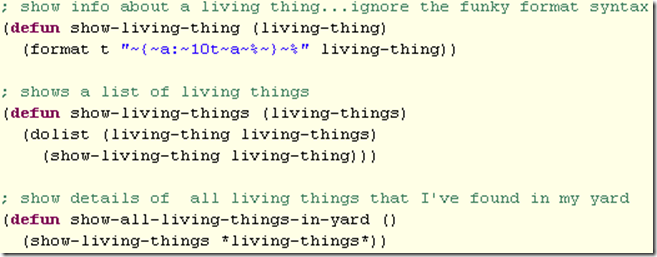 ; show info about a living thing...ignore the funky format syntax
(defun show-living-thing (living-thing)
  (format t "~{~a:~10t~a~%~}~%" living-thing))

; shows a list of living things
(defun show-living-things (living-things)
  (dolist (living-thing living-things)
    (show-living-thing living-thing)))

; show details of  all living things that I've found in my yard
(defun show-all-living-things-in-yard ()
  (show-living-things *living-things*))